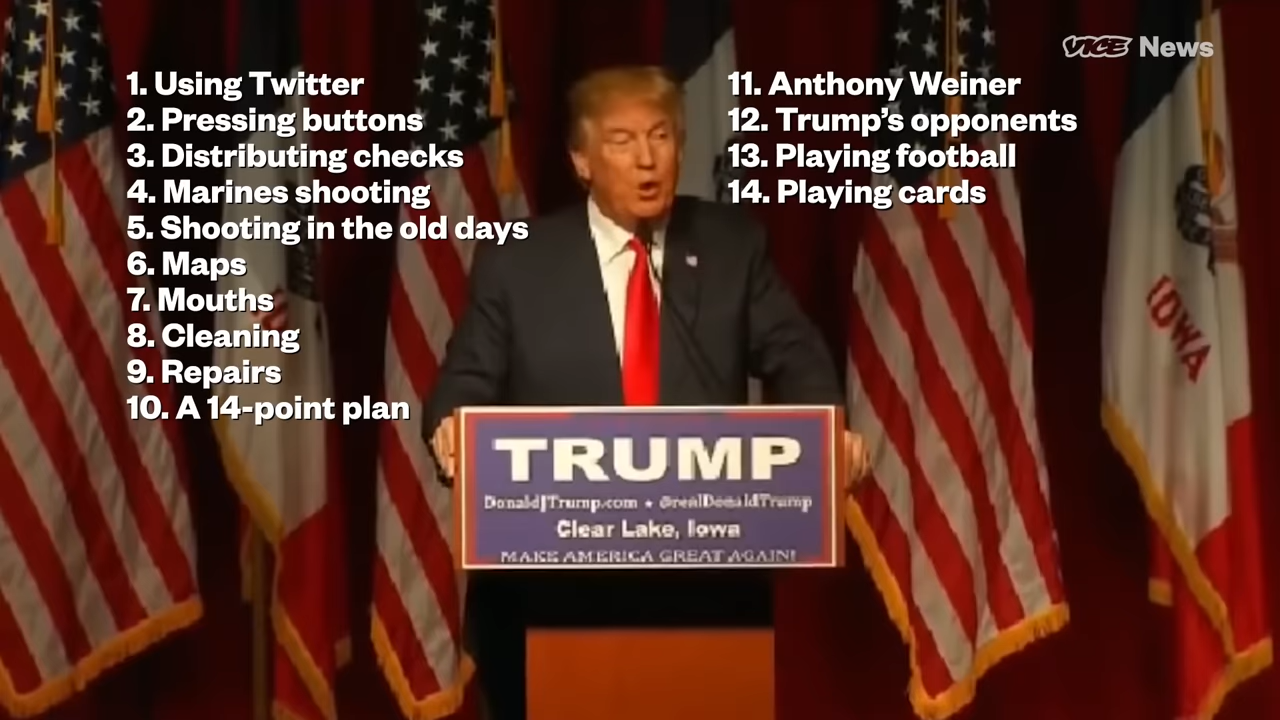 VICE News
1. Using Twitter
2. Pressing buttons
3. Distributing checks
4. Marines shooting
5. Shooting in the old days
6. Maps
7. Mouths
8. Cleaning
9. Repairs
10. A 14-point plan
11. Anthony Weiner
12. Trump’s opponents
13. Playing football
14. Playing cards
IOWA
TRUMP
DonaldJTrump.com ★ @realDonaldTrump
Clear Lake, Iowa
MAKE AMERICA GREAT AGAIN!